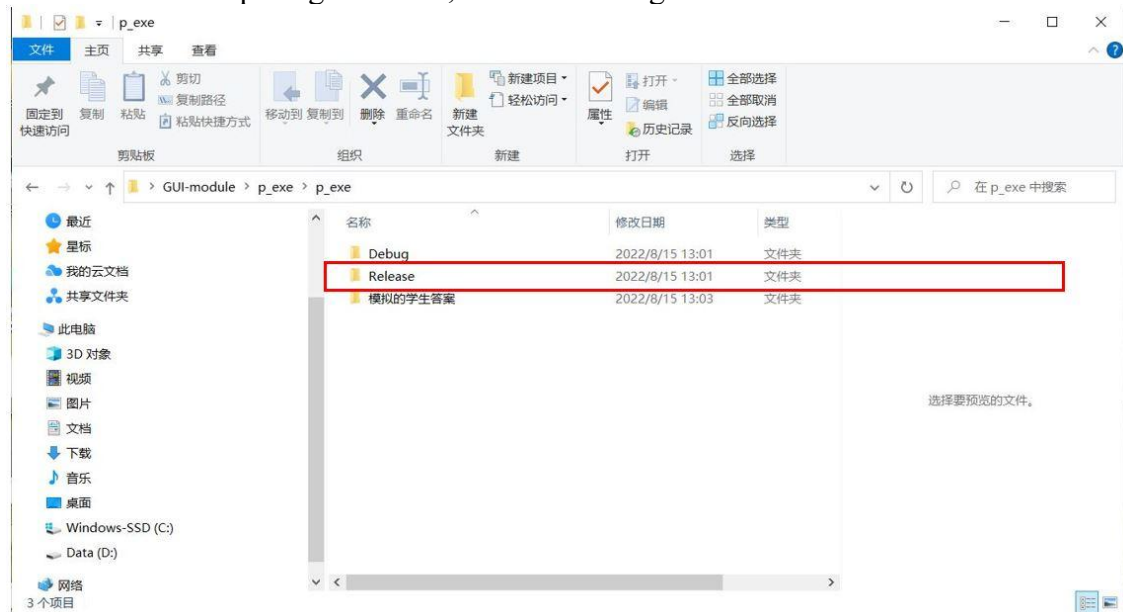 p_exe
文件 主页 共享 查看
固定到快速访问
复制
粘贴
剪切
复制路径
粘贴快捷方式
剪贴板
移动到 复制到 删除 重命名
组织
新建文件夹
新建项目
轻松访问
新建
属性
打开
编辑
历史记录
打开
全部选择
全部取消
反向选择
选择
GUI-module > p_exe > p_exe
在 p_exe 中搜索
最近
星标
我的云文档
共享文件夹
此电脑
3D 对象
视频
图片
文档
下载
音乐
桌面
Windows-SSD (C:)
Data (D:)
网络
名称 修改日期 类型
Debug 2022/8/15 13:01 文件夹
Release 2022/8/15 13:01 文件夹
模拟的学生答案 2022/8/15 13:03 文件夹
选择要预览的文件。
3 个项目